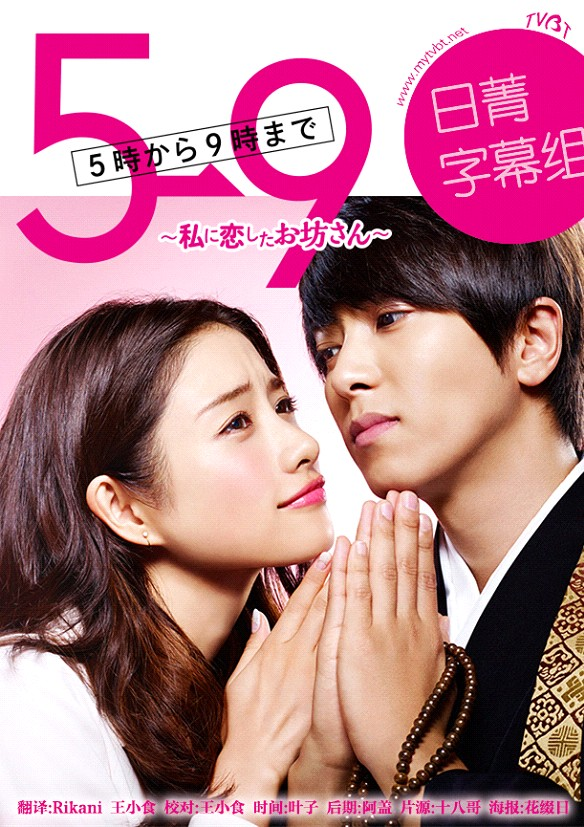 TVBT
www.mytvbt.net
5→9
5時から9時まで
日菁
字幕组
～私に恋したお坊さん～
翻译:Rikani 王小食 校对:王小食 时间:叶子 后期:阿盖 片源:十八哥 海报:花缀日